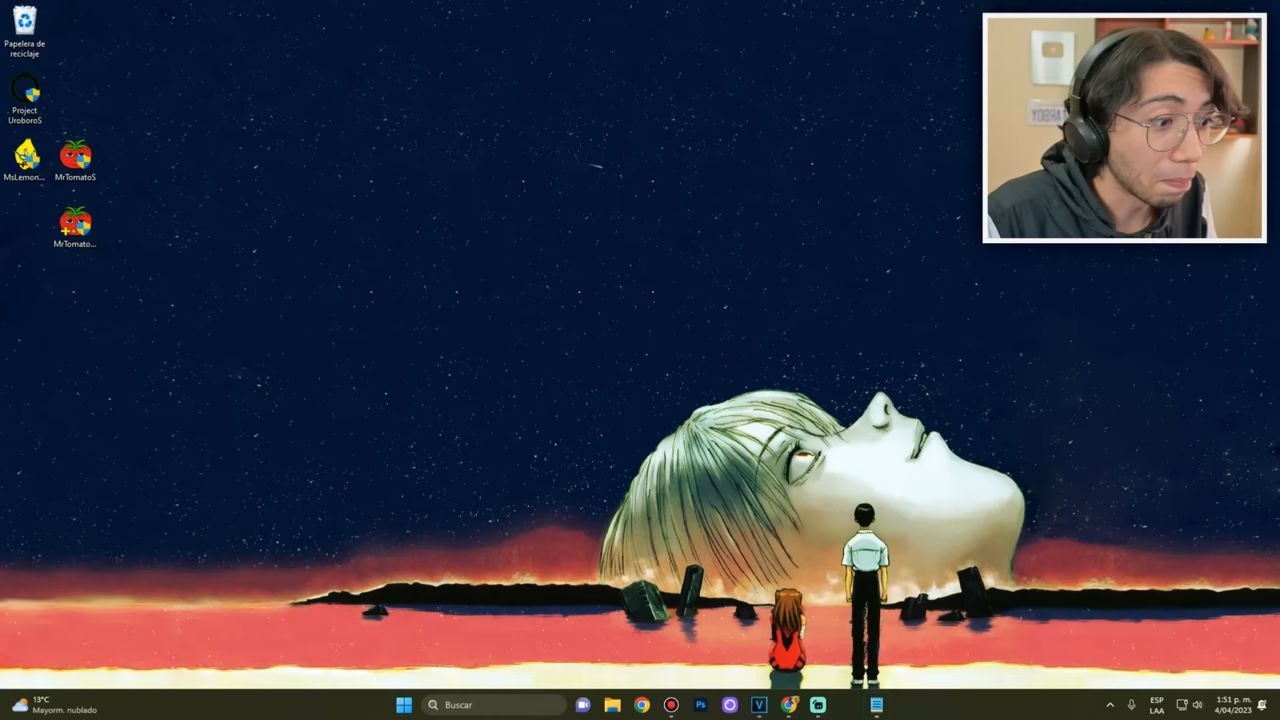 Papelera de
reciclaje
Project
UroboroS
MsLemon...
MrTomatoS
MrTomato...
13°C
Mayorm. nublado
Buscar
Ps
V
ESP
LAA
1:51 p. m.
4/04/2023